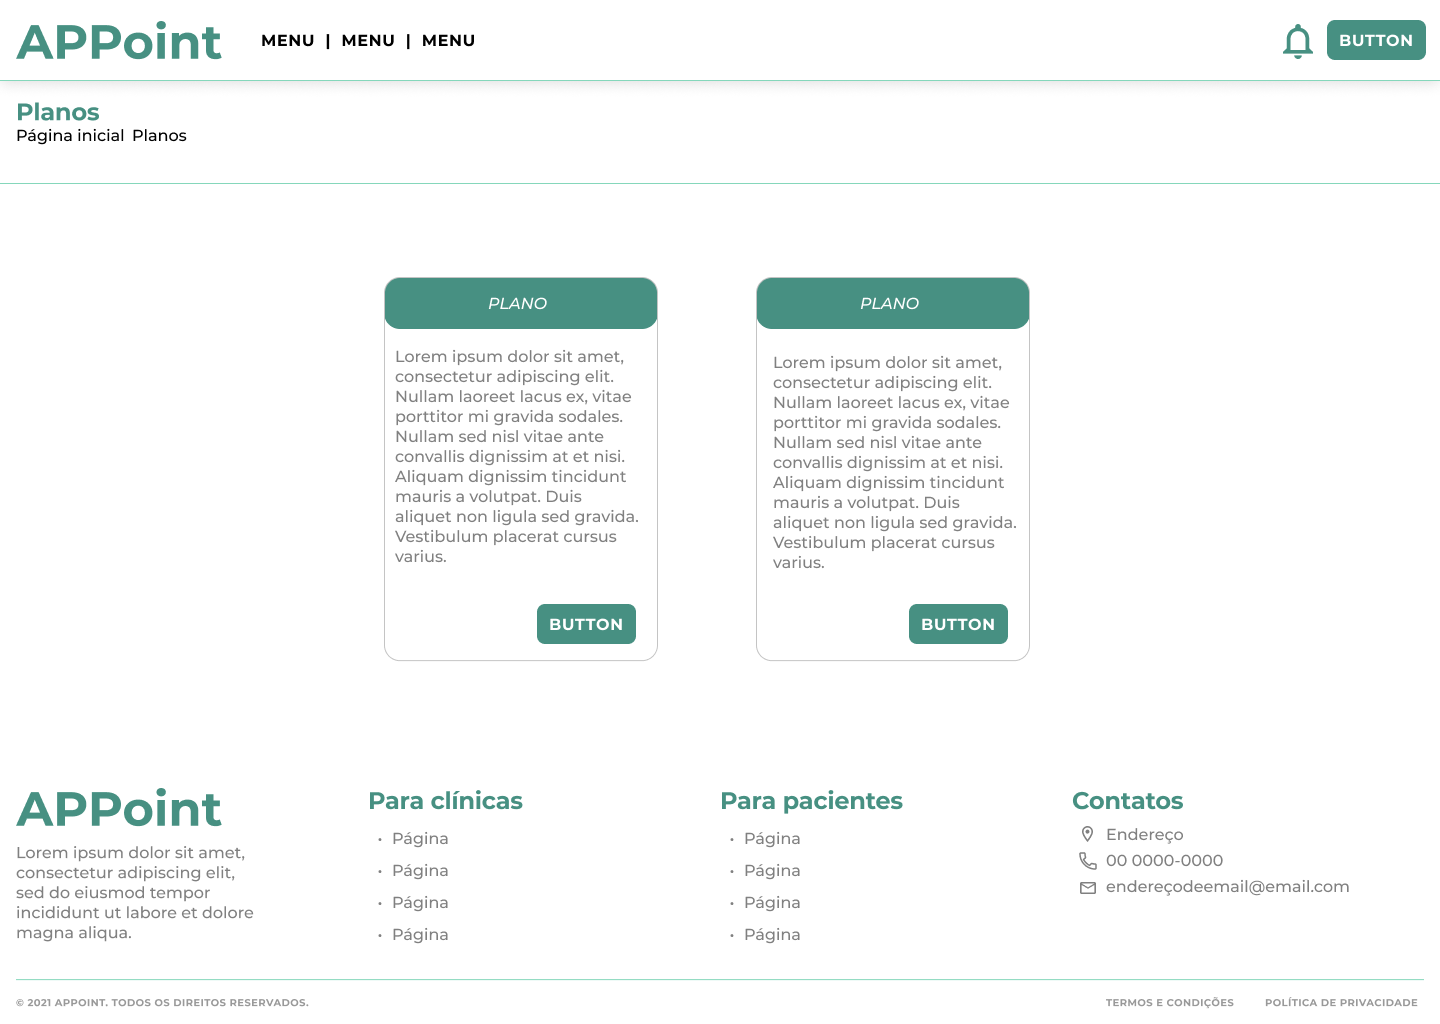 APPoint
MENU | MENU | MENU
BUTTON
Planos
Página inicial Planos
PLANO
Lorem ipsum dolor sit amet,
consectetur adipiscing elit.
Nullam laoreet lacus ex, vitae
porttitor mi gravida sodales.
Nullam sed nisl vitae ante
convallis dignissim at et nisi.
Aliquam dignissim tincidunt
mauris a volutpat. Duis
aliquet non ligula sed gravida.
Vestibulum placerat cursus
varius.
BUTTON
PLANO
Lorem ipsum dolor sit amet,
consectetur adipiscing elit.
Nullam laoreet lacus ex, vitae
porttitor mi gravida sodales.
Nullam sed nisl vitae ante
convallis dignissim at et nisi.
Aliquam dignissim tincidunt
mauris a volutpat. Duis
aliquet non ligula sed gravida.
Vestibulum placerat cursus
varius.
BUTTON
APPoint
Lorem ipsum dolor sit amet,
consectetur adipiscing elit,
sed do eiusmod tempor
incididunt ut labore et dolore
magna aliqua.
Para clínicas
• Página
• Página
• Página
• Página
Para pacientes
• Página
• Página
• Página
• Página
Contatos
Endereço
00 0000-0000
endereçodeemail@email.com
© 2021 APPOINT. TODOS OS DIREITOS RESERVADOS.
TERMOS E CONDIÇÕES
POLÍTICA DE PRIVACIDADE